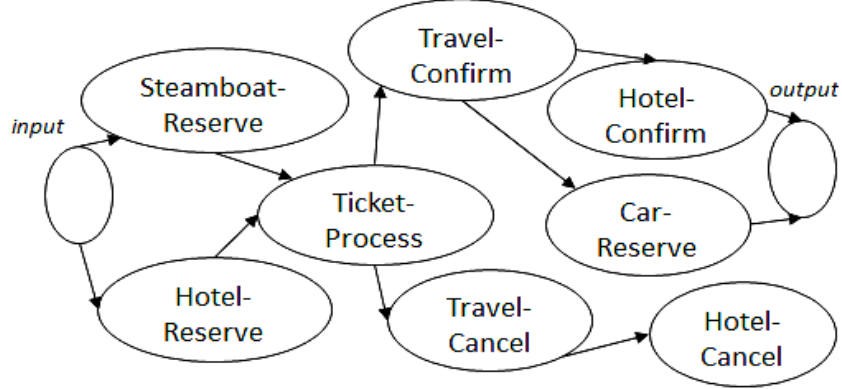 input
Steamboat-
Reserve
Hotel-
Reserve
Ticket-
Process
Travel-
Confirm
Travel-
Cancel
Hotel-
Confirm
Car-
Reserve
Hotel-
Cancel
output